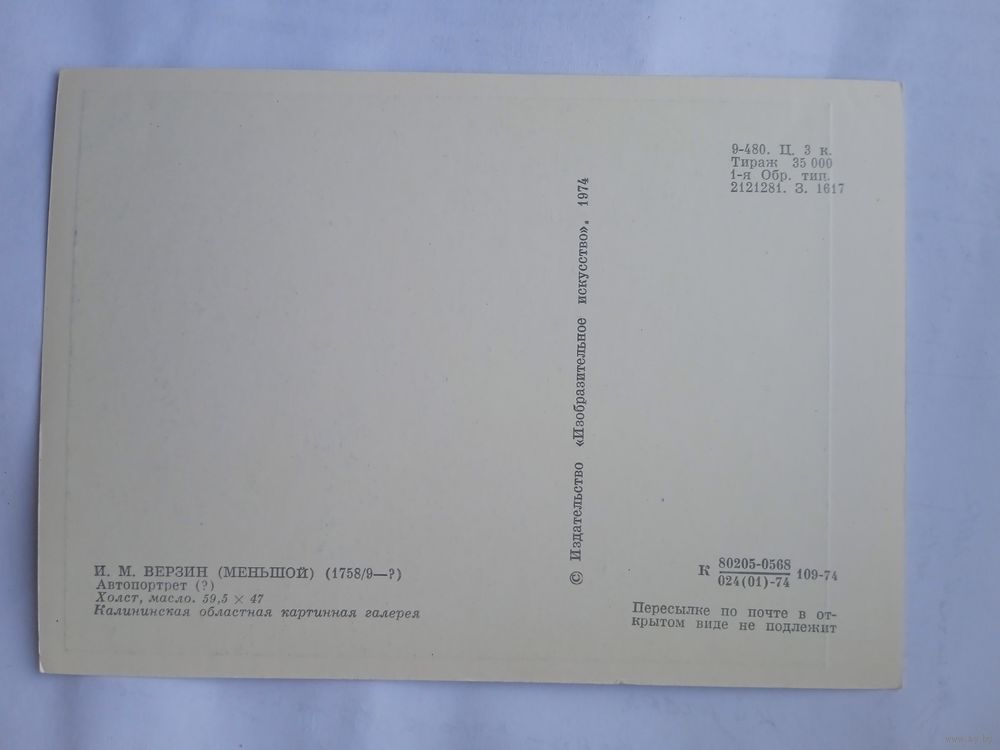 И. М. ВЕРЗИН (МЕНЬШОЙ) (1758/9—?)
Автопортрет (?)
Холст, масло. 59,5 × 47
Калининская областная картинная галерея
© Издательство «Изобразительное искусство». 1974
9-480. Ц. 3 к.
Тираж 35 000
1-я Обр. тип.
2121281. З. 1617
К 80205-0568 109-74
024(01)-74
Пересылке по почте в от-
крытом виде не подлежит